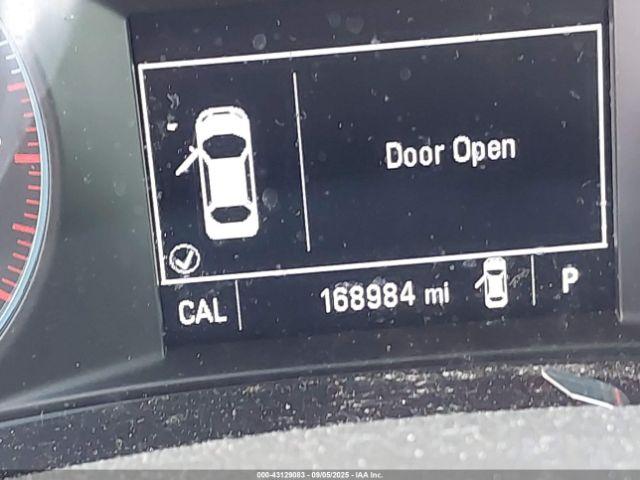 Door Open
CAL 168984 mi P
000-43129083 - 09/05/2025 - IAA Inc.